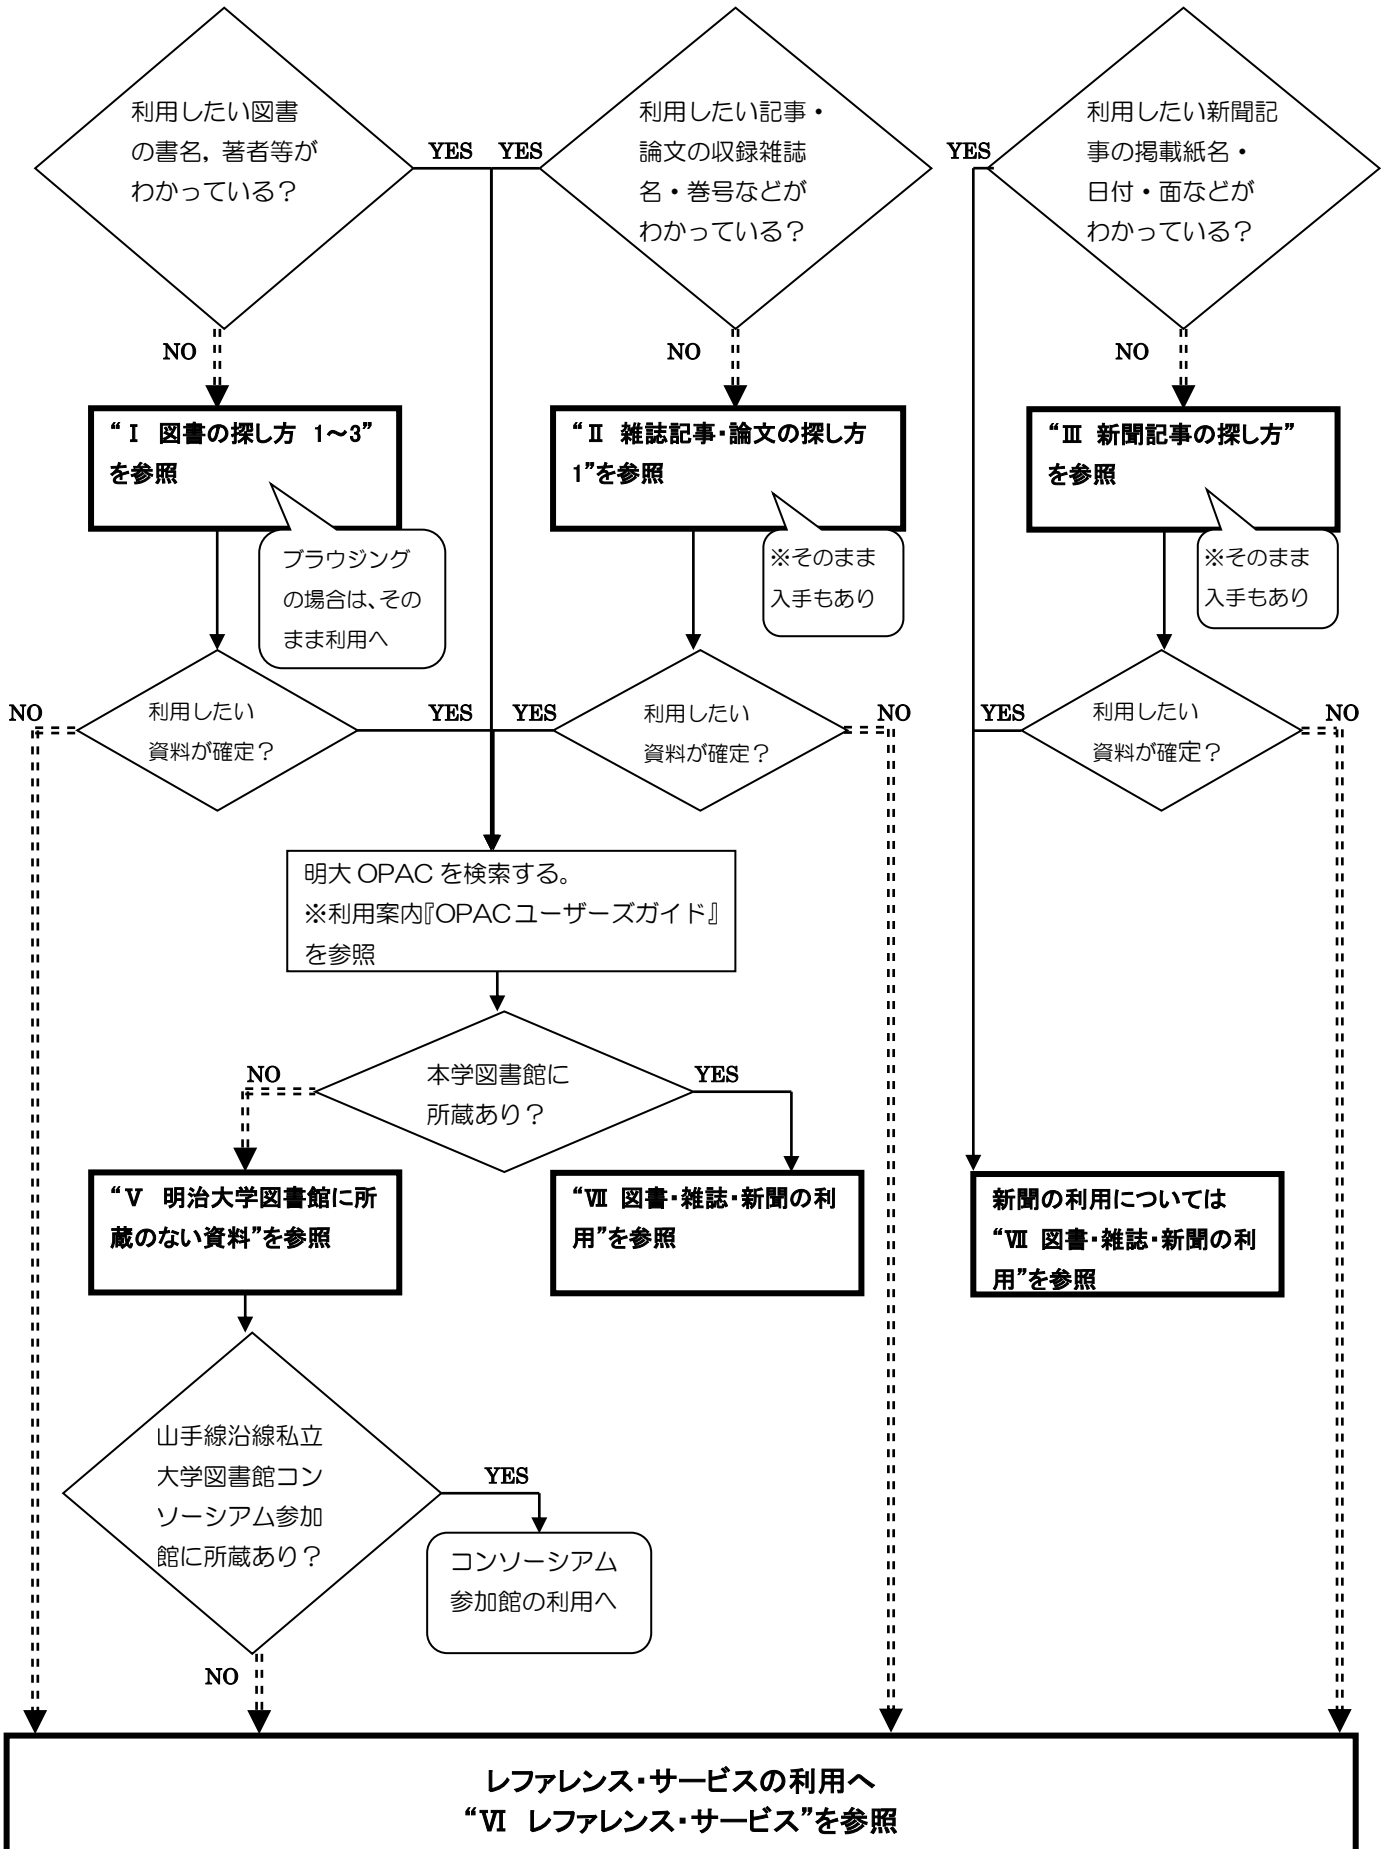 利用したい図書
の書名，著者等が
わかっている？
YES
YES
利用したい記事・
論文の収録雑誌
名・巻号などが
わかっている？
YES
利用したい新聞記
事の掲載紙名・
日付・面などが
わかっている？
NO
NO
NO
“Ⅰ 図書の探し方 1～3”
を参照
“Ⅱ 雑誌記事・論文の探し方
1”を参照
“Ⅲ 新聞記事の探し方”
を参照
ブラウジング
の場合は、その
まま利用へ
※そのまま
入手もあり
※そのまま
入手もあり
NO
利用したい
資料が確定？
YES
YES
利用したい
資料が確定？
NO
YES
利用したい
資料が確定？
NO
明大 OPAC を検索する。
※利用案内『OPACユーザーズガイド』
を参照
NO
本学図書館に
所蔵あり？
YES
“Ⅴ 明治大学図書館に所
蔵のない資料”を参照
“Ⅶ 図書・雑誌・新聞の利
用”を参照
新聞の利用については
“Ⅶ 図書・雑誌・新聞の利
用”を参照
山手線沿線私立
大学図書館コン
ソーシアム参加
館に所蔵あり？
YES
コンソーシアム
参加館の利用へ
NO
レファレンス・サービスの利用へ
“Ⅵ レファレンス・サービス”を参照